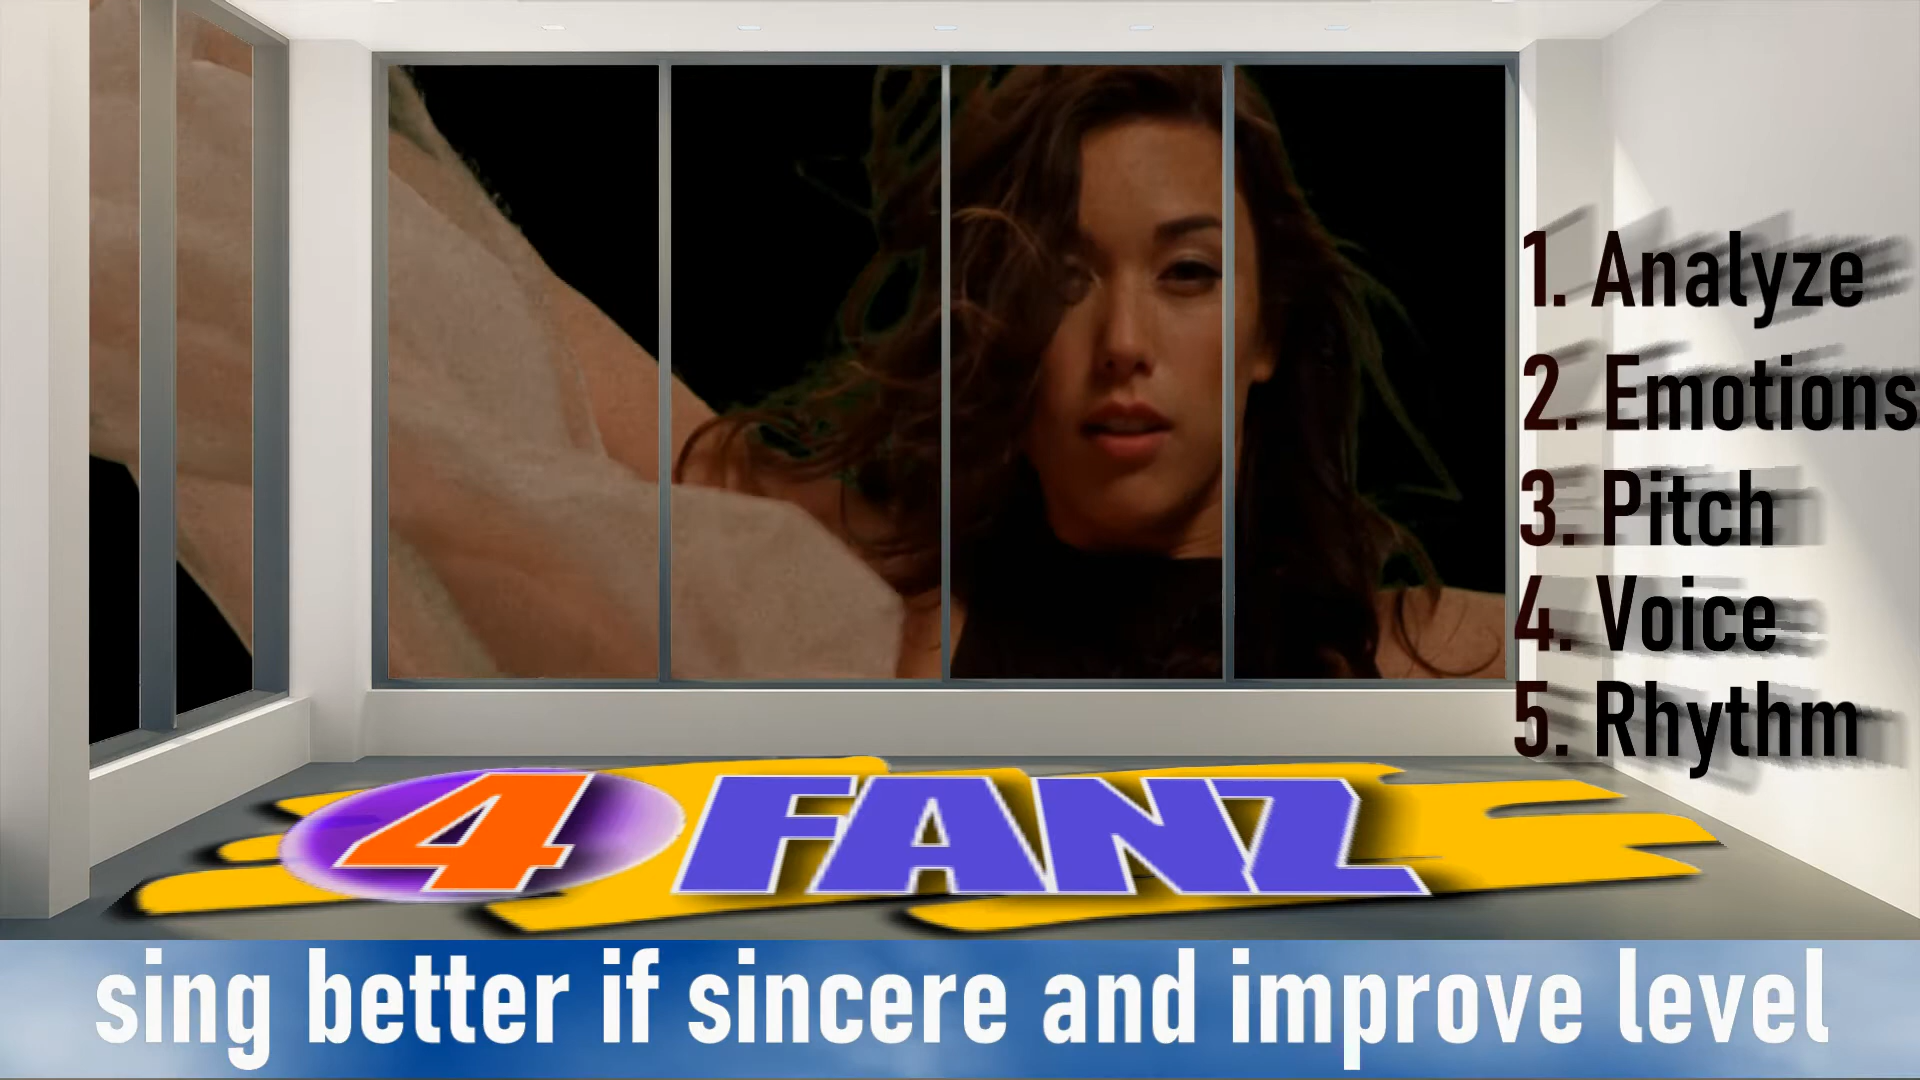 1. Analyze
2. Emotions
3. Pitch
4. Voice
5. Rhythm
4 FANZ
sing better if sincere and improve level